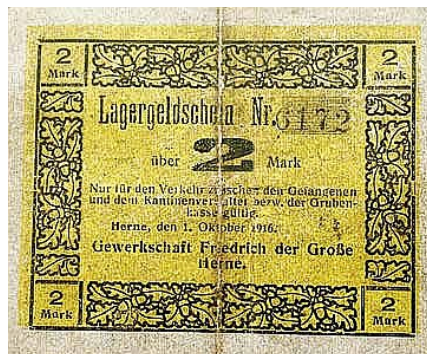 2 Mark
2 Mark
Lagergeldschein Nr. 6172
über 2 Mark
Nur für den Verkehr zwischen den Gefangenen
und dem Kantinenverwalter bezw. der Gruben-
kasse gültig.
Herne, den 1. Oktober 1916.
Gewerkschaft Friedrich der Große
Herne.
2 Mark
2 Mark